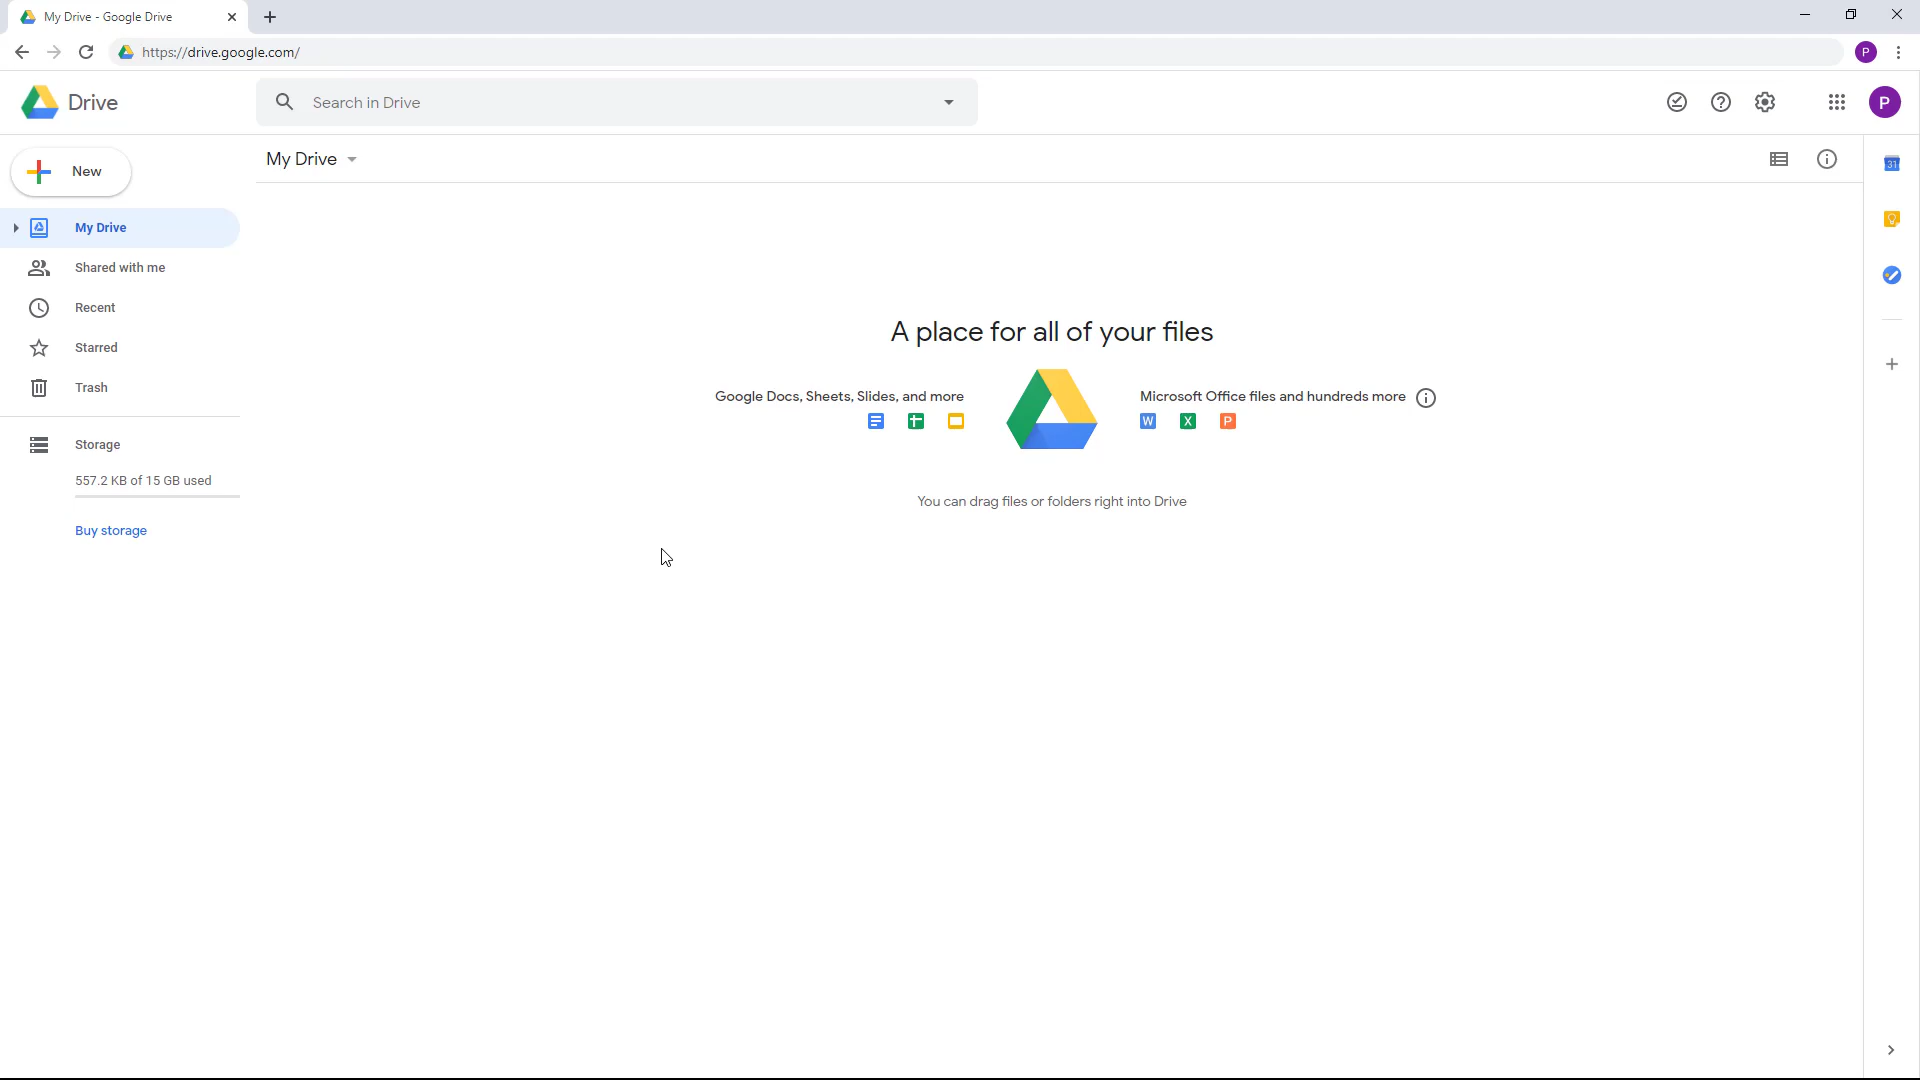 My Drive - Google Drive
https://drive.google.com/
P
Drive
Search in Drive
P
New
My Drive
31
My Drive
Shared with me
Recent
Starred
Trash
Storage
557.2 KB of 15 GB used
Buy storage
A place for all of your files
Google Docs, Sheets, Slides, and more
Microsoft Office files and hundreds more
W X P
You can drag files or folders right into Drive